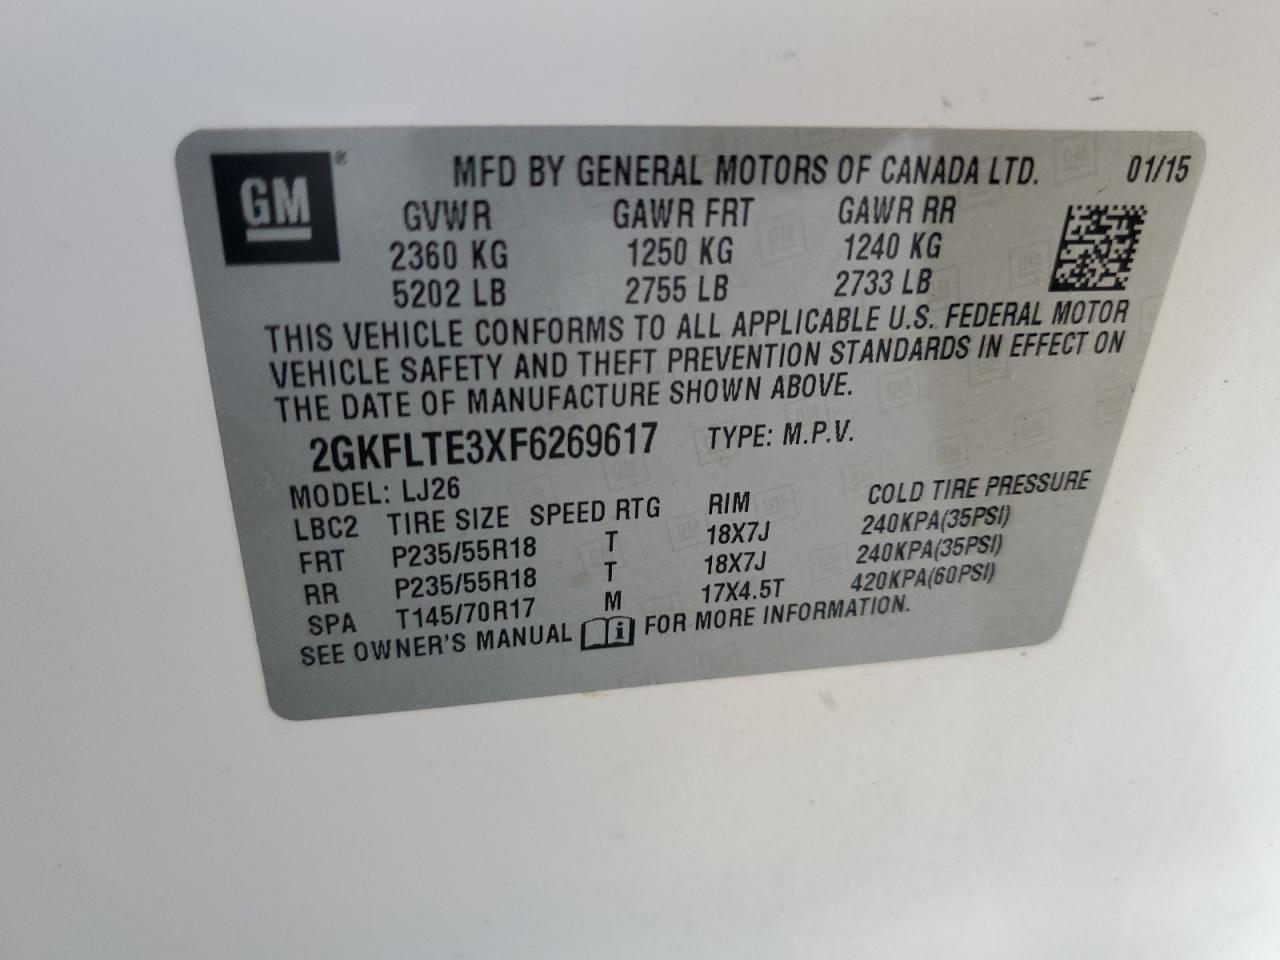 GM ®
MFD BY GENERAL MOTORS OF CANADA LTD. 01/15
GVWR GAWR FRT GAWR RR
2360 KG 1250 KG 1240 KG
5202 LB 2755 LB 2733 LB
THIS VEHICLE CONFORMS TO ALL APPLICABLE U.S. FEDERAL MOTOR
VEHICLE SAFETY AND THEFT PREVENTION STANDARDS IN EFFECT ON
THE DATE OF MANUFACTURE SHOWN ABOVE.
2GKFLTE3XF6269617 TYPE: M.P.V.
MODEL: LJ26
LBC2 TIRE SIZE SPEED RTG RIM COLD TIRE PRESSURE
FRT P235/55R18 T 18X7J 240KPA(35PSI)
RR P235/55R18 T 18X7J 240KPA(35PSI)
SPA T145/70R17 M 17X4.5T 420KPA(60PSI)
SEE OWNER'S MANUAL i FOR MORE INFORMATION.